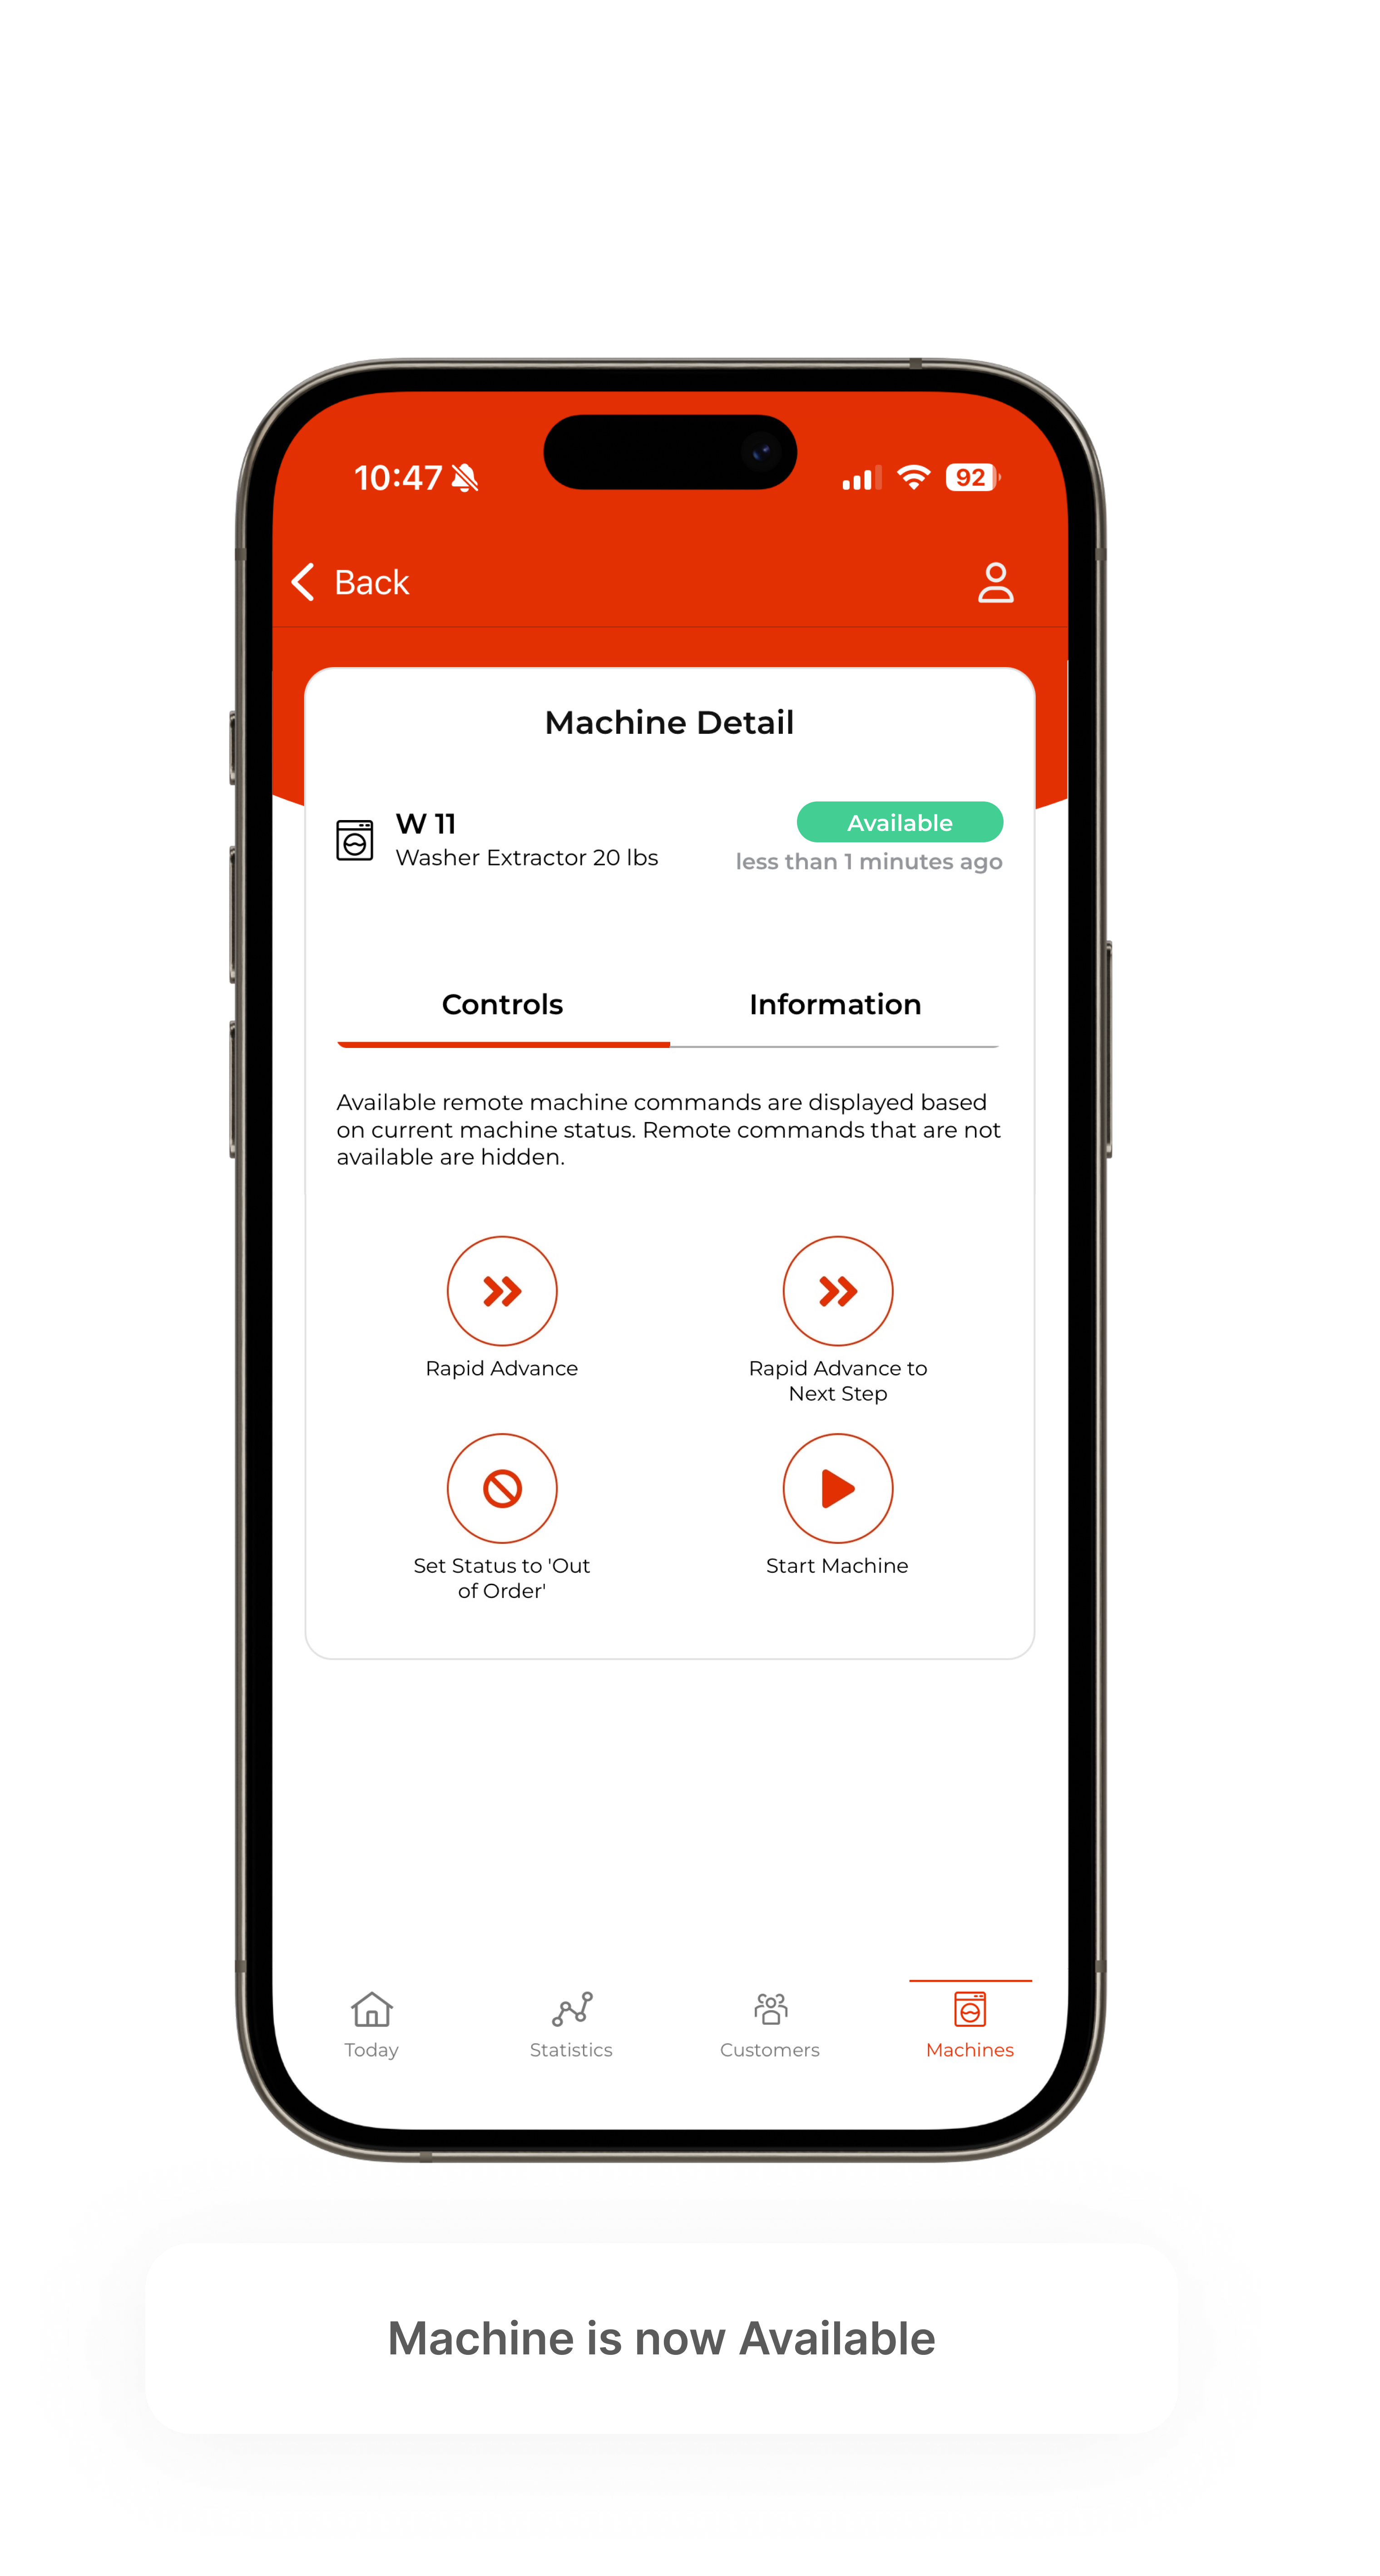 10:47
92
Back
Machine Detail
W 11
Available
Washer Extractor 20 lbs
less than 1 minutes ago
Controls
Information
Available remote machine commands are displayed based
on current machine status. Remote commands that are not
available are hidden.
Rapid Advance
Rapid Advance to
Next Step
Set Status to 'Out
of Order'
Start Machine
Today
Statistics
Customers
Machines
Machine is now Available